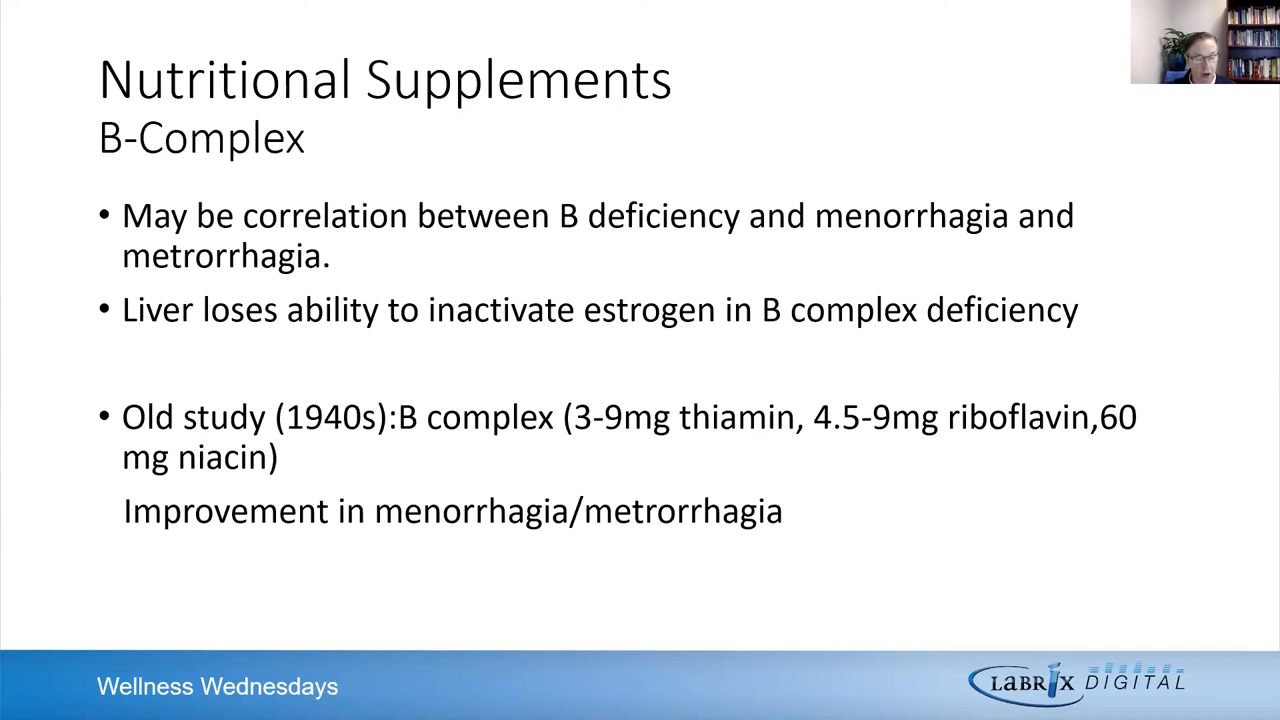 Nutritional Supplements
B-Complex
• May be correlation between B deficiency and menorrhagia and
metrorrhagia.
• Liver loses ability to inactivate estrogen in B complex deficiency
• Old study (1940s):B complex (3-9mg thiamin, 4.5-9mg riboflavin,60
mg niacin)
Improvement in menorrhagia/metrorrhagia
Wellness Wednesdays
LABRIX DIGITAL